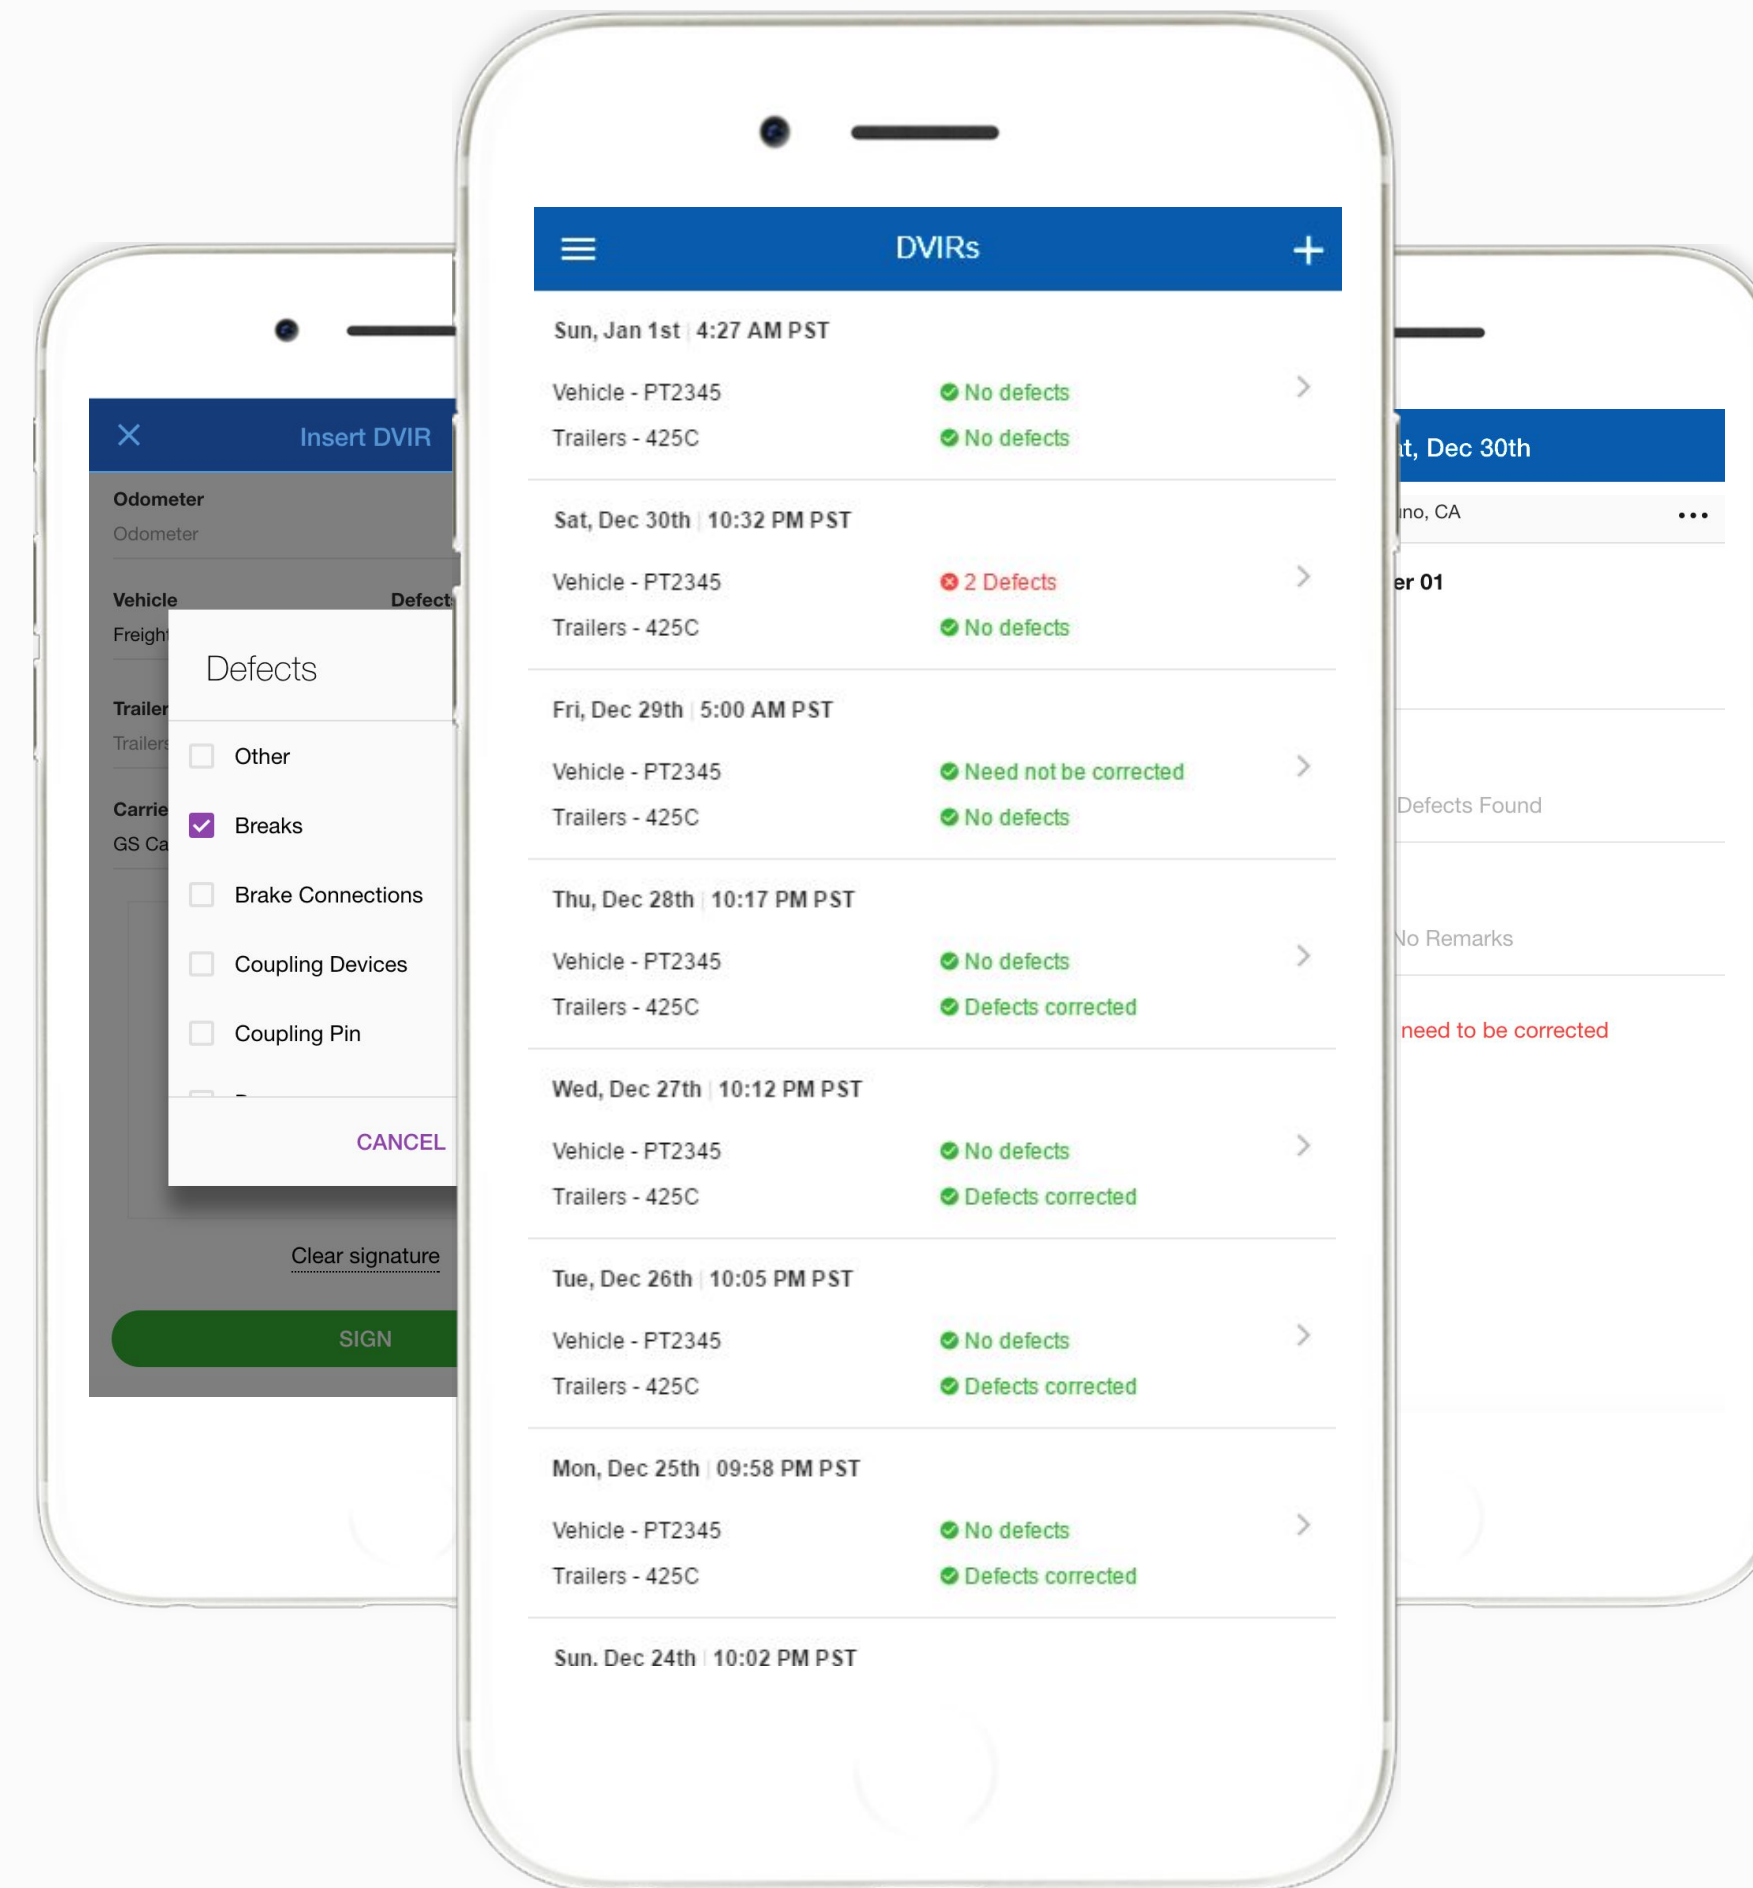 Insert DVIR
Odometer
Odometer
Vehicle Defects
Defects
Other
Breaks
Brake Connections
Coupling Devices
Coupling Pin
CANCEL
Clear signature
SIGN
DVIRs
Sun, Jan 1st | 4:27 AM PST
Vehicle - PT2345 No defects
Trailers - 425C No defects
Sat, Dec 30th | 10:32 PM PST
Vehicle - PT2345 2 Defects
Trailers - 425C No defects
Fri, Dec 29th | 5:00 AM PST
Vehicle - PT2345 Need not be corrected
Trailers - 425C No defects
Thu, Dec 28th | 10:17 PM PST
Vehicle - PT2345 No defects
Trailers - 425C Defects corrected
Wed, Dec 27th | 10:12 PM PST
Vehicle - PT2345 No defects
Trailers - 425C Defects corrected
Tue, Dec 26th | 10:05 PM PST
Vehicle - PT2345 No defects
Trailers - 425C Defects corrected
Mon, Dec 25th | 09:58 PM PST
Vehicle - PT2345 No defects
Trailers - 425C Defects corrected
Sun. Dec 24th | 10:02 PM PST
Dec 30th
CA
01
Defects Found
No Remarks
need to be corrected